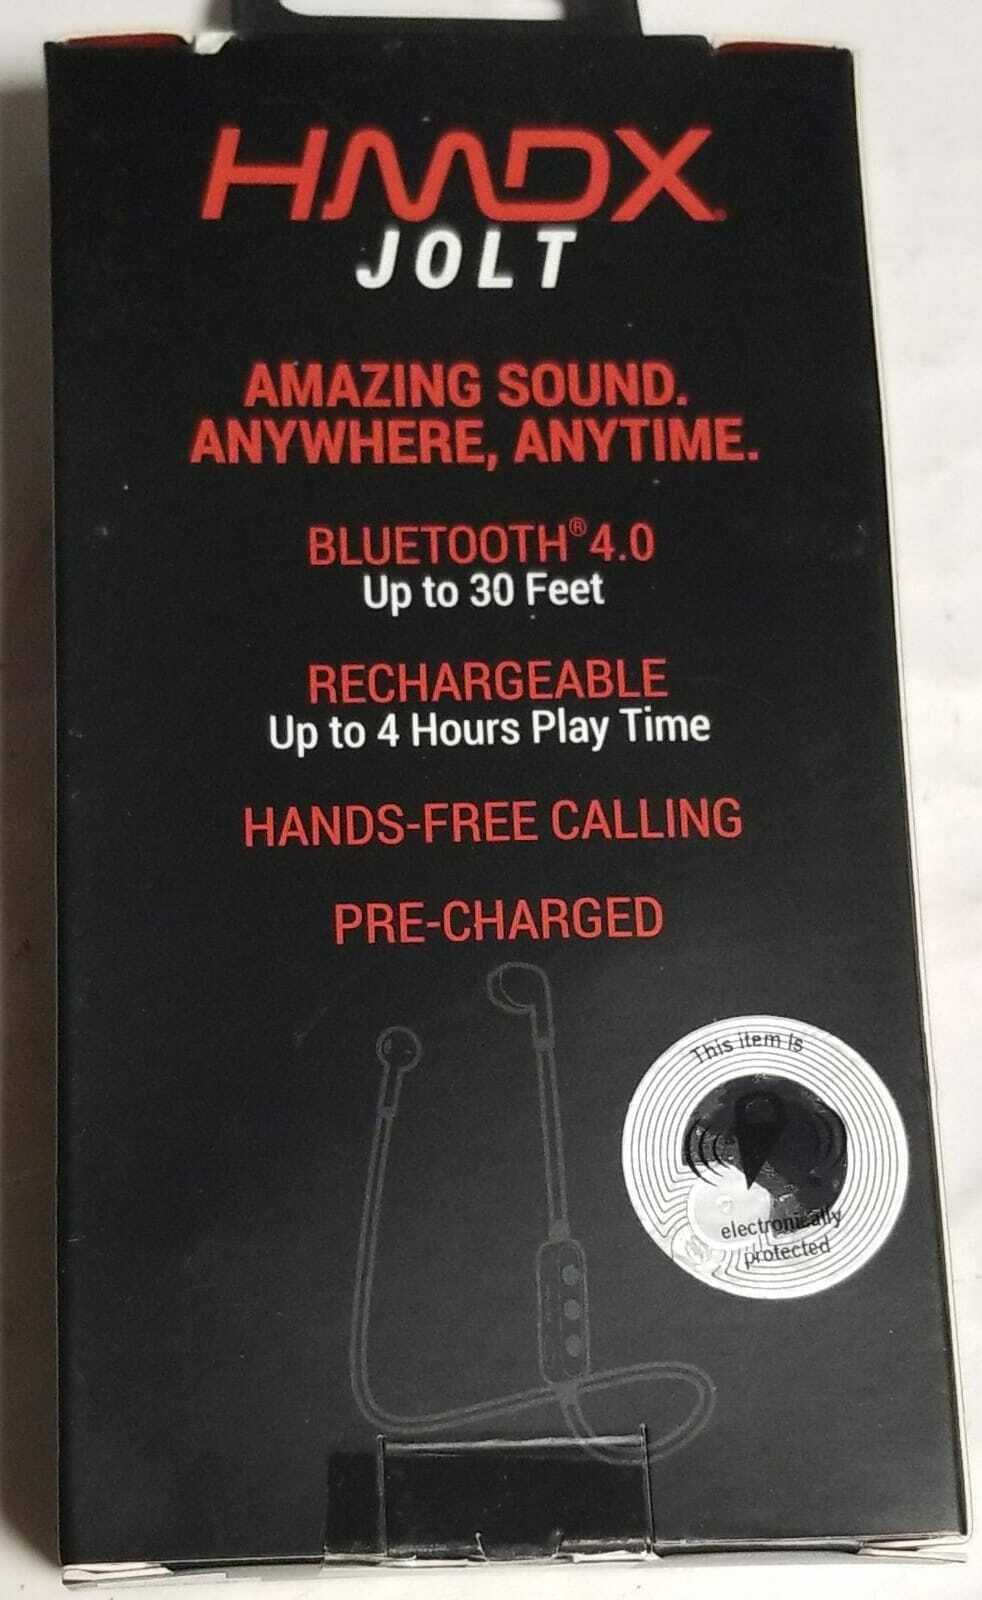 HMDX
JOLT
AMAZING SOUND.
ANYWHERE, ANYTIME.
BLUETOOTH® 4.0
Up to 30 Feet
RECHARGEABLE
Up to 4 Hours Play Time
HANDS-FREE CALLING
PRE-CHARGED
This item is
electronically
protected